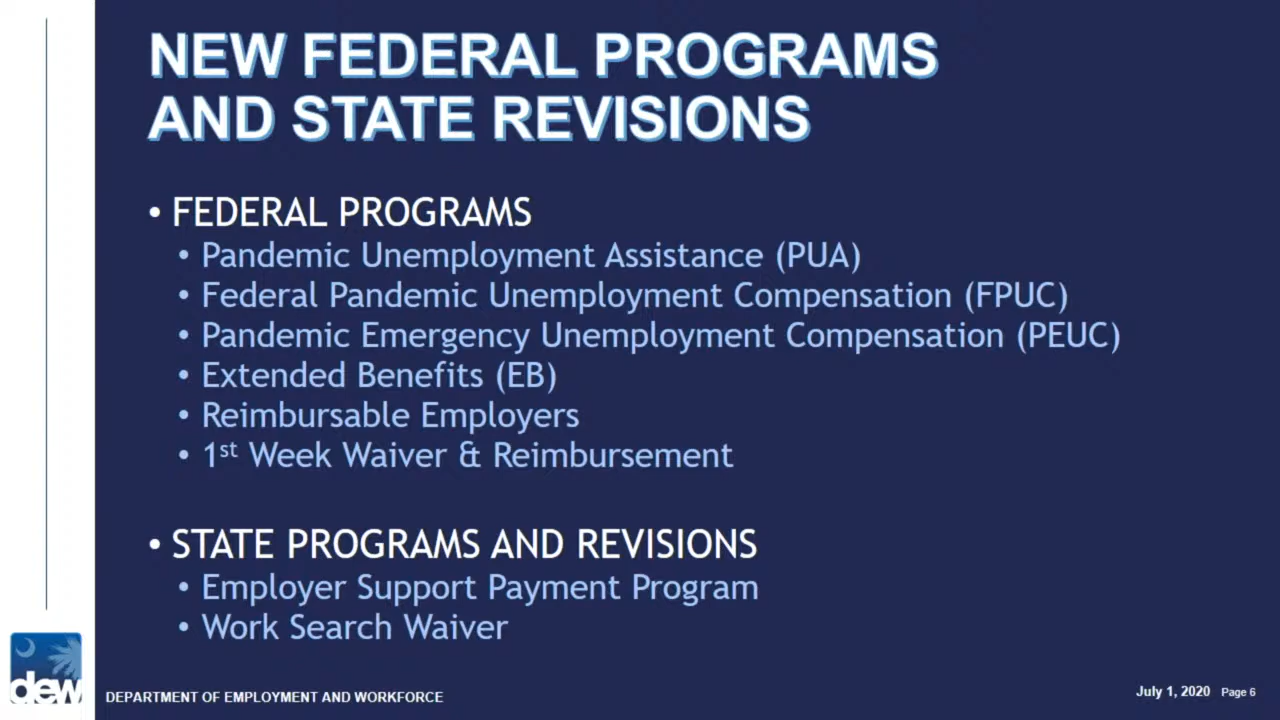 NEW FEDERAL PROGRAMS
AND STATE REVISIONS
• FEDERAL PROGRAMS
• Pandemic Unemployment Assistance (PUA)
• Federal Pandemic Unemployment Compensation (FPUC)
• Pandemic Emergency Unemployment Compensation (PEUC)
• Extended Benefits (EB)
• Reimbursable Employers
• 1st Week Waiver & Reimbursement
• STATE PROGRAMS AND REVISIONS
• Employer Support Payment Program
• Work Search Waiver
dew
DEPARTMENT OF EMPLOYMENT AND WORKFORCE
July 1, 2020 Page 6